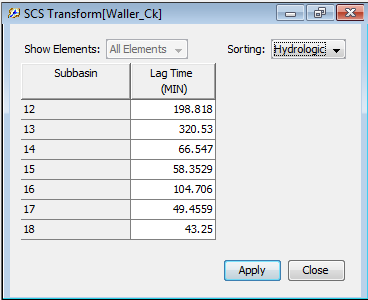 SCS Transform[Waller_Ck]
Show Elements: All Elements Sorting: Hydrologic
Subbasin Lag Time
(MIN)
12 198.818
13 320.53
14 66.547
15 58.3529
16 104.706
17 49.4559
18 43.25
Apply Close